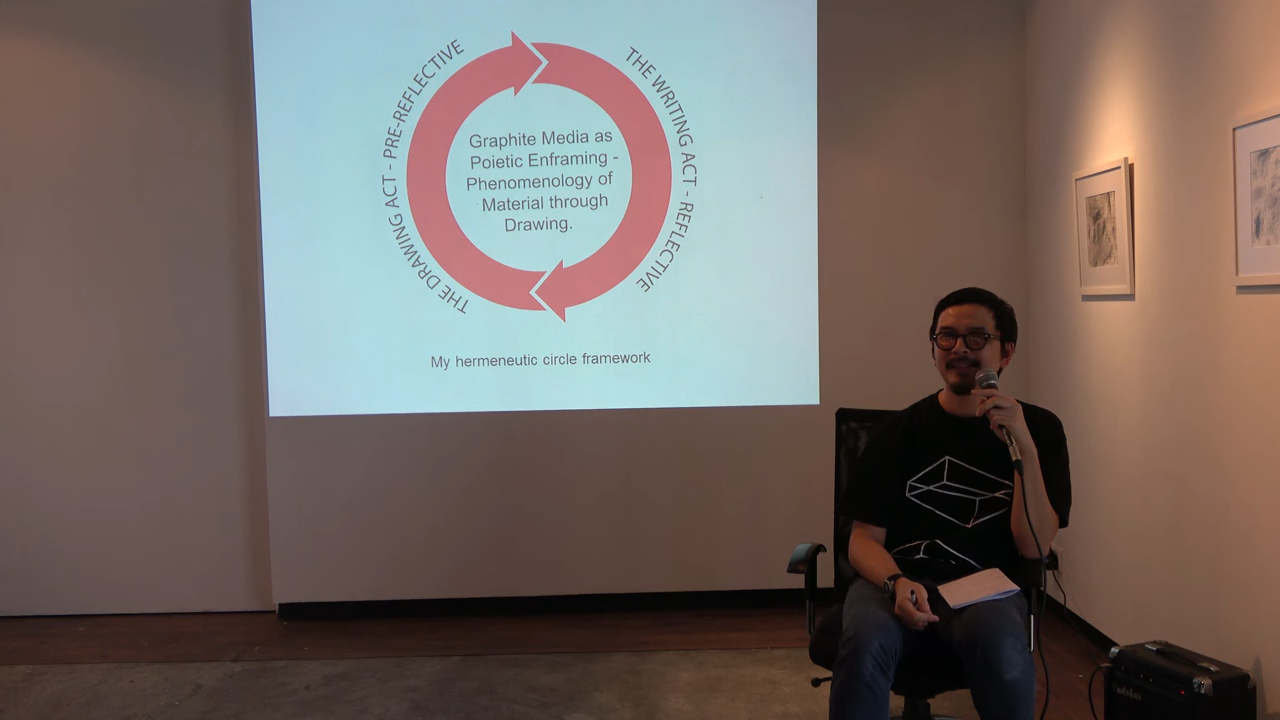 THE DRAWING ACT - PRE-REFLECTIVE
THE WRITING ACT - REFLECTIVE
Graphite Media as
Poietic Enframing -
Phenomenology of
Material through
Drawing.
My hermeneutic circle framework